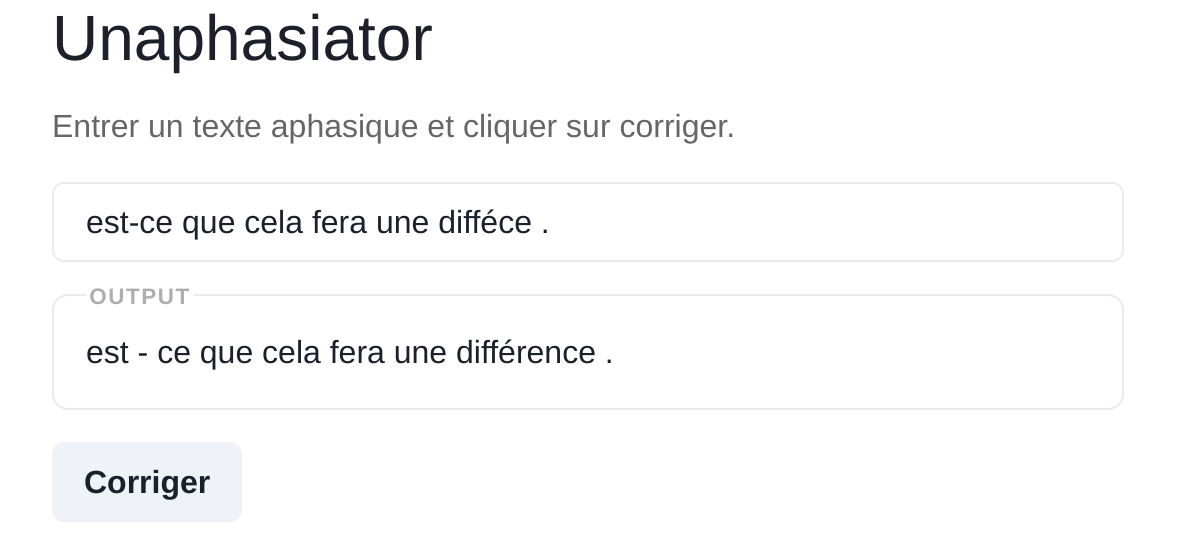 Unaphasiator
Entrer un texte aphasique et cliquer sur corriger.
est-ce que cela fera une difféce .
OUTPUT
est - ce que cela fera une différence .
Corriger